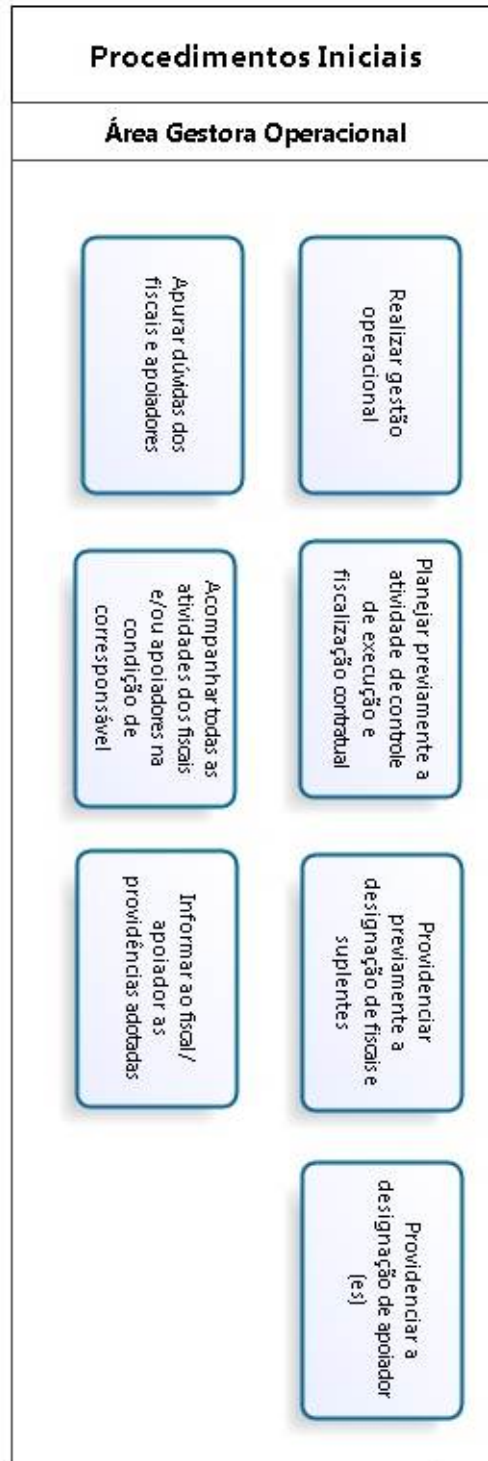 Procedimentos Iniciais
Área Gestora Operacional
Realizar gestão
operacional
Planejar previamente a
atividade de controle
de execução e
fiscalização contratual
Providenciar
previamente a
designação de fiscais e
suplentes
Providenciar a
designação de apoiador
(es)
Apurar dúvidas dos
fiscais e apoiadores
Acompanhar todas as
atividades dos fiscais
e/ou apoiadores na
condição de
corresponsável
Informar ao fiscal/
apoiador as
providências adotadas